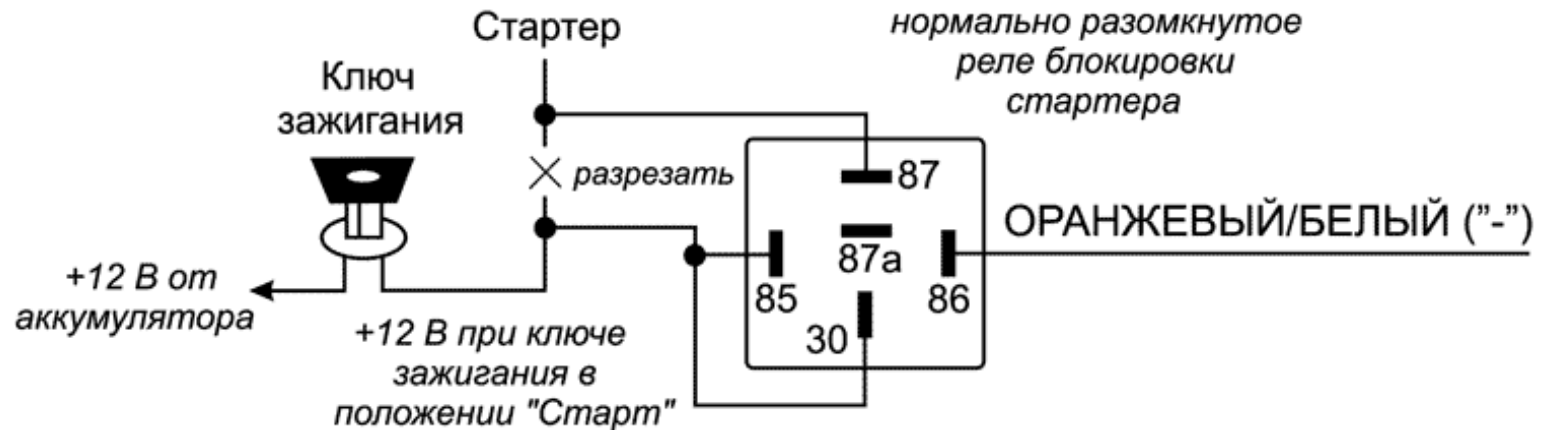 Стартер
нормально разомкнутое
реле блокировки
стартера
Ключ
зажигания
разрезать
87
87а
85
86
30
ОРАНЖЕВЫЙ/БЕЛЫЙ ("-")
+12 В от
аккумулятора
+12 В при ключе
зажигания в
положении "Старт"